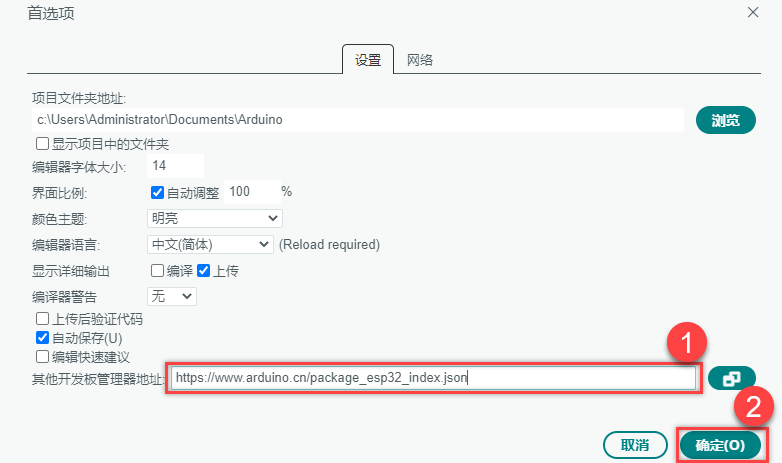 首选项
设置 网络
项目文件夹地址:
c:\Users\Administrator\Documents\Arduino 浏览
显示项目中的文件夹
编辑器字体大小: 14
界面比例: 自动调整 100 %
颜色主题: 明亮
编辑器语言: 中文(简体) (Reload required)
显示详细输出 编译 上传
编译器警告 无
上传后验证代码
自动保存(U)
编辑快速建议
1
其他开发板管理器地址: https://www.arduino.cn/package_esp32_index.json
2
取消 确定(O)